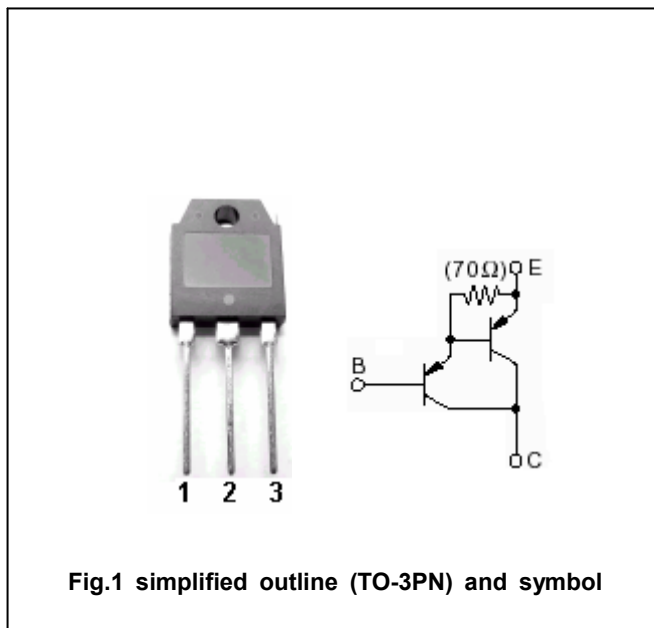 (70Ω) E
B
C
1 2 3
Fig.1 simplified outline (TO-3PN) and symbol